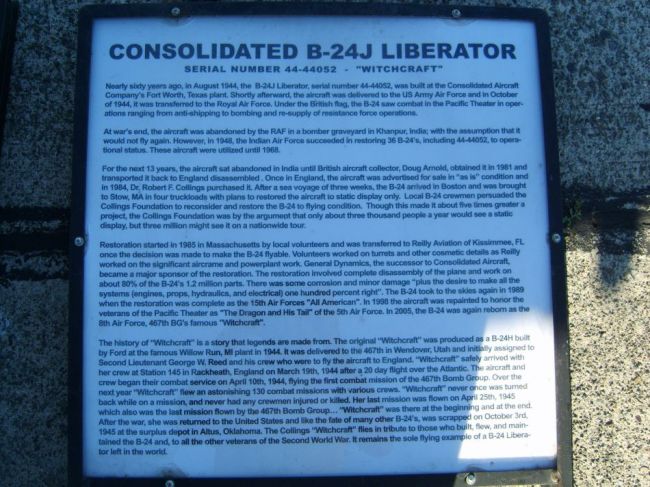 CONSOLIDATED B-24J LIBERATOR
SERIAL NUMBER 44-44052 - "WITCHCRAFT"
Nearly sixty years ago, in August 1944, the B-24J Liberator, serial number 44-44052, was built at the Consolidated Aircraft
Company's Fort Worth, Texas plant. Shortly afterward, the aircraft was delivered to the US Army Air Force and in October
of 1944, it was transferred to the Royal Air Force. Under the British flag, the B-24 saw combat in the Pacific Theater in oper-
ations ranging from anti-shipping to bombing and re-supply of resistance force operations.
At war's end, the aircraft was abandoned by the RAF in a bomber graveyard in Khanpur, India; with the assumption that it
would not fly again. However, in 1948, the Indian Air Force succeeded in restoring 36 B-24's, including 44-44052, to oper-
ational status. These aircraft were utilized until 1968.
For the next 13 years, the aircraft sat abandoned in India until British aircraft collector, Doug Arnold, obtained it in 1981 and
transported it back to England disassembled. Once in England, the aircraft was advertised for sale in "as is" condition and
in 1984, Dr, Robert F. Collings purchased it. After a sea voyage of three weeks, the B-24 arrived in Boston and was brought
to Stow, MA in four truckloads with plans to restored the aircraft to static display only. Local B-24 crewmen persuaded the
Collings Foundation to reconsider and restore the B-24 to flying condition. Though this made it about five times greater a
project, the Collings Foundation was by the argument that only about three thousand people a year would see a static
display, but three million might see it on a nationwide tour.
Restoration started in 1985 in Massachusetts by local volunteers and was transferred to Reilly Aviation of Kissimmee, FL
once the decision was made to make the B-24 flyable. Volunteers worked on turrets and other cosmetic details as Reilly
worked on the significant aircrame and powerplant work. General Dynamics, the successor to Consolidated Aircraft,
became a major sponsor of the restoration. The restoration involved complete disassembly of the plane and work on
about 80% of the B-24's 1.2 million parts. There was some corrosion and minor damage "plus the desire to make all the
systems (engines, props, hydraulics, and electrical) one hundred percent right". The B-24 took to the skies again in 1989
when the restoration was complete as the 15th Air Forces "All American". In 1998 the aircraft was repainted to honor the
veterans of the Pacific Theater as "The Dragon and His Tail" of the 5th Air Force. In 2005, the B-24 was again reborn as the
8th Air Force, 467th BG's famous "Witchcraft".
The history of "Witchcraft" is a story that legends are made from. The original "Witchcraft" was produced as a B-24H built
by Ford at the famous Willow Run, MI plant in 1944. It was delivered to the 467th in Wendover, Utah and initially assigned to
Second Lieutenant George W. Reed and his crew who were to fly the aircraft to England. "Witchcraft" safely arrived with
her crew at Station 145 in Rackheath, England on March 19th, 1944 after a 20 day flight over the Atlantic. The aircraft and
crew began their combat service on April 10th, 1944, flying the first combat mission of the 467th Bomb Group. Over the
next year "Witchcraft" flew an astonishing 130 combat missions with various crews. "Witchcraft" never once was turned
back while on a mission, and never had any crewmen injured or killed. Her last mission was flown on April 25th, 1945
which also was the last mission flown by the 467th Bomb Group... "Witchcraft" was there at the beginning and at the end.
After the war, she was returned to the United States and like the fate of many other B-24's, was scrapped on October 3rd,
1945 at the surplus depot in Altus, Oklahoma. The Collings "Witchcraft" flies in tribute to those who built, flew, and main-
tained the B-24 and, to all the other veterans of the Second World War. It remains the sole flying example of a B-24 Libera-
tor left in the world.